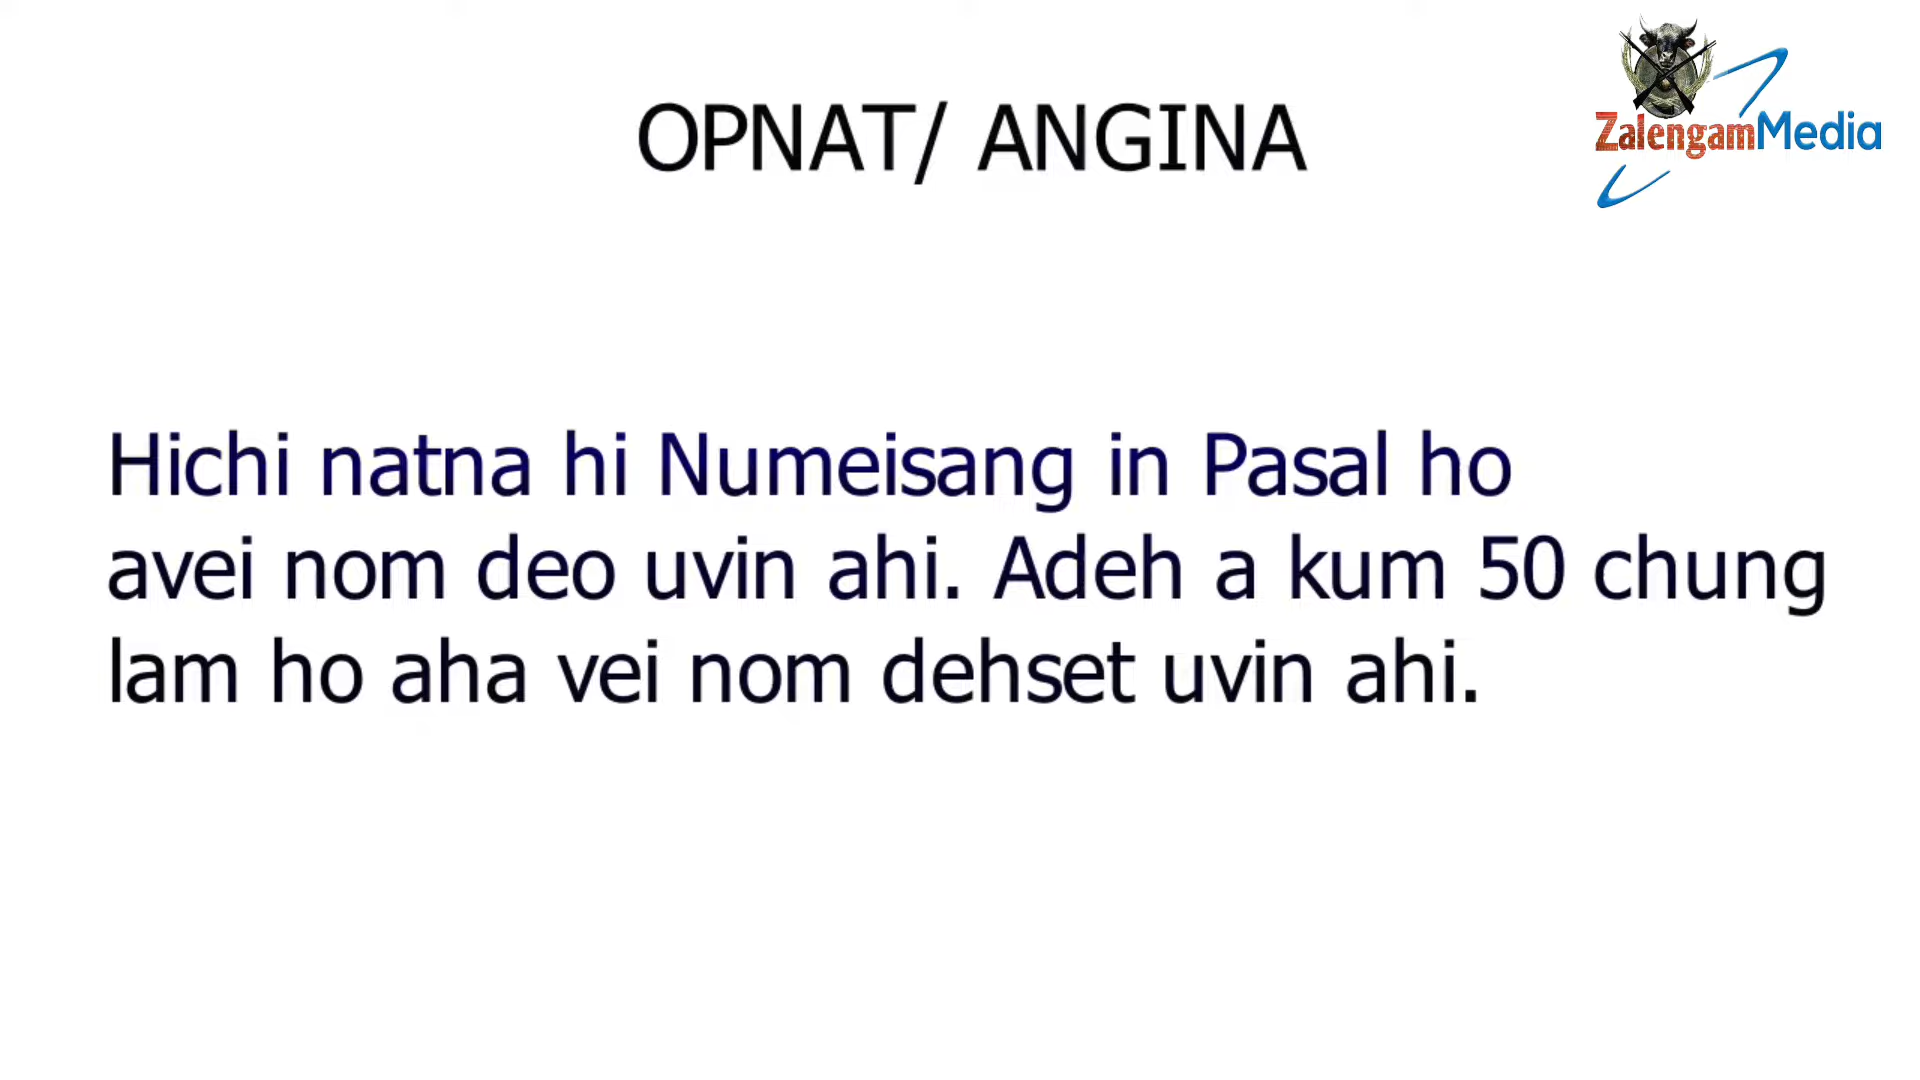 OPNAT/ ANGINA
ZalengamMedia
Hichi natna hi Numeisang in Pasal ho
avei nom deo uvin ahi. Adeh a kum 50 chung
lam ho aha vei nom dehset uvin ahi.